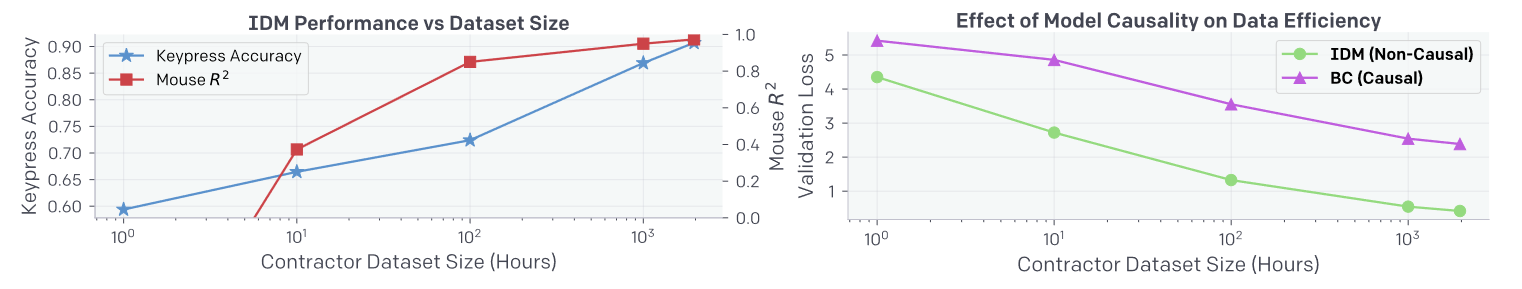 IDM Performance vs Dataset Size
Keypress Accuracy
0.90
0.85
0.80
0.75
0.70
0.65
0.60
Keypress Accuracy
Mouse R²
1.0
0.8
0.6
0.4
0.2
0.0
Mouse R²
10⁰ 10¹ 10² 10³
Contractor Dataset Size (Hours)
Effect of Model Causality on Data Efficiency
Validation Loss
5
4
3
2
1
IDM (Non-Causal)
BC (Causal)
10⁰ 10¹ 10² 10³
Contractor Dataset Size (Hours)